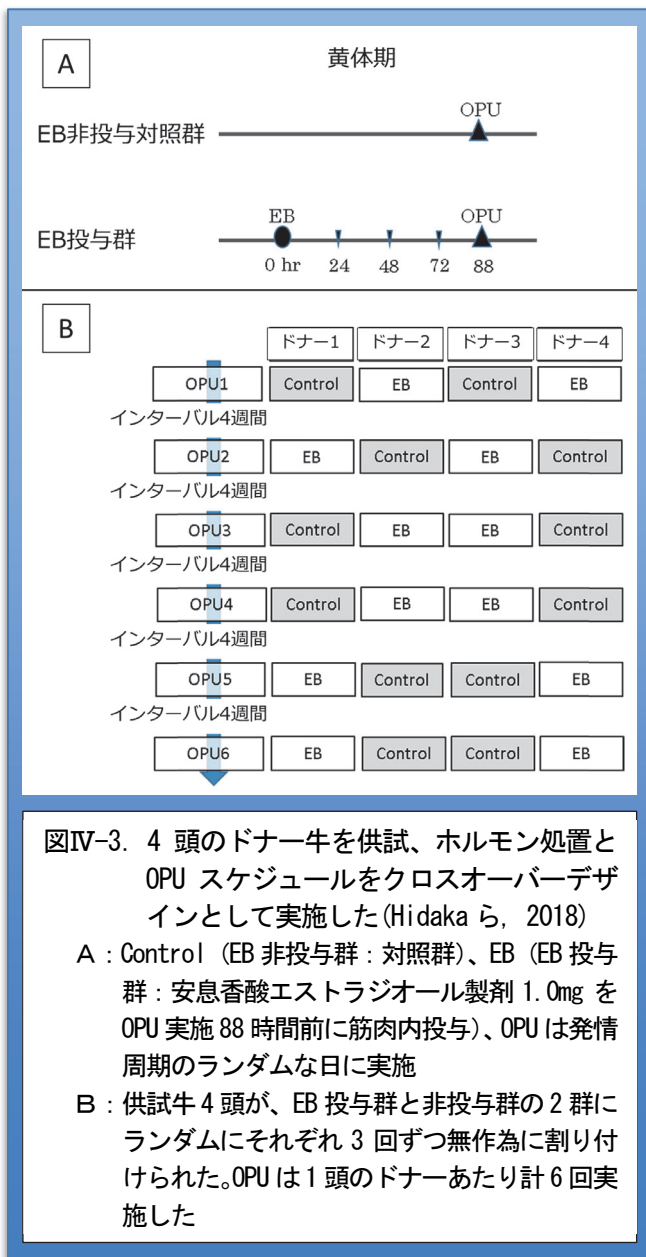 A
黄体期
OPU
EB非投与対照群
EB OPU
EB投与群
0 hr 24 48 72 88
B
ドナー1 ドナー2 ドナー3 ドナー4
OPU1 Control EB Control EB
インターバル4週間
OPU2 EB Control EB Control
インターバル4週間
OPU3 Control EB EB Control
インターバル4週間
OPU4 Control EB EB Control
インターバル4週間
OPU5 EB Control Control EB
インターバル4週間
OPU6 EB Control Control EB
図Ⅳ-3. 4 頭のドナー牛を供試、ホルモン処置と
OPU スケジュールをクロスオーバーデザ
インとして実施した(Hidaka ら, 2018)
A：Control（EB 非投与群：対照群）、EB（EB 投与
群：安息香酸エストラジオール製剤 1.0mg を
OPU 実施 88 時間前に筋肉内投与）、OPU は発情
周期のランダムな日に実施
B：供試牛 4 頭が、EB 投与群と非投与群の 2 群に
ランダムにそれぞれ 3 回ずつ無作為に割り付
けられた。OPU は 1 頭のドナーあたり計 6 回実
施した